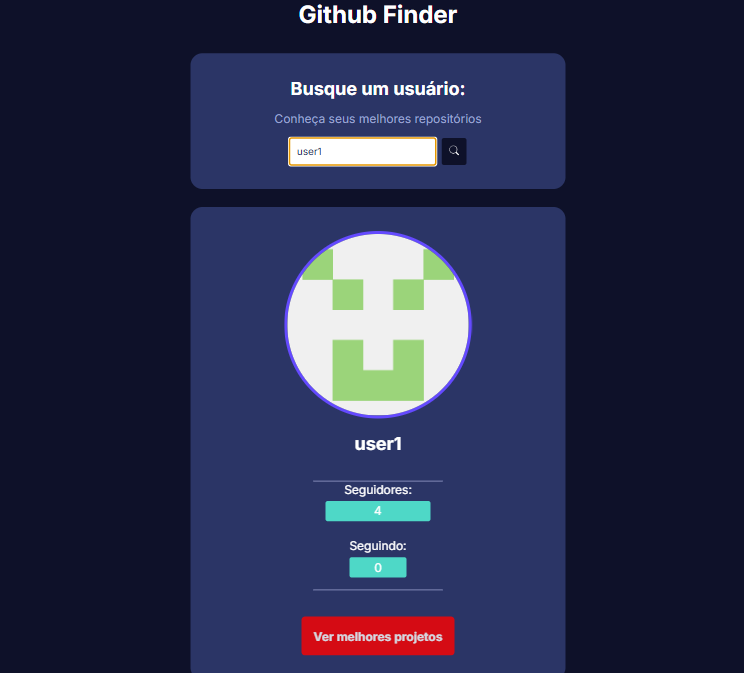 Github Finder
Busque um usuário:
Conheça seus melhores repositórios
user1
user1
Seguidores:
4
Seguindo:
0
Ver melhores projetos